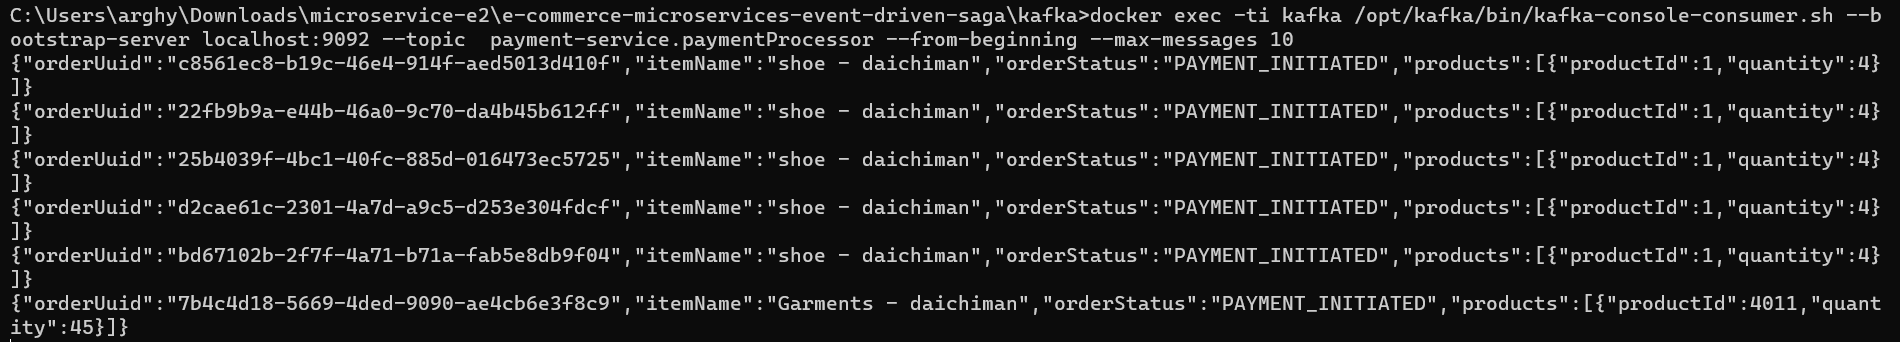 C:\Users\arghy\Downloads\microservice-e2\e-commerce-microservices-event-driven-saga\kafka>docker exec -ti kafka /opt/kafka/bin/kafka-console-consumer.sh --b
ootstrap-server localhost:9092 --topic  payment-service.paymentProcessor --from-beginning --max-messages 10
{"orderUuid":"c8561ec8-b19c-46e4-914f-aed5013d410f","itemName":"shoe - daichiman","orderStatus":"PAYMENT_INITIATED","products":[{"productId":1,"quantity":4}
]}
{"orderUuid":"22fb9b9a-e44b-46a0-9c70-da4b45b612ff","itemName":"shoe - daichiman","orderStatus":"PAYMENT_INITIATED","products":[{"productId":1,"quantity":4}
]}
{"orderUuid":"25b4039f-4bc1-40fc-885d-016473ec5725","itemName":"shoe - daichiman","orderStatus":"PAYMENT_INITIATED","products":[{"productId":1,"quantity":4}
]}
{"orderUuid":"d2cae61c-2301-4a7d-a9c5-d253e304fdcf","itemName":"shoe - daichiman","orderStatus":"PAYMENT_INITIATED","products":[{"productId":1,"quantity":4}
]}
{"orderUuid":"bd67102b-2f7f-4a71-b71a-fab5e8db9f04","itemName":"shoe - daichiman","orderStatus":"PAYMENT_INITIATED","products":[{"productId":1,"quantity":4}
]}
{"orderUuid":"7b4c4d18-5669-4ded-9090-ae4cb6e3f8c9","itemName":"Garments - daichiman","orderStatus":"PAYMENT_INITIATED","products":[{"productId":4011,"quant
ity":45}]}